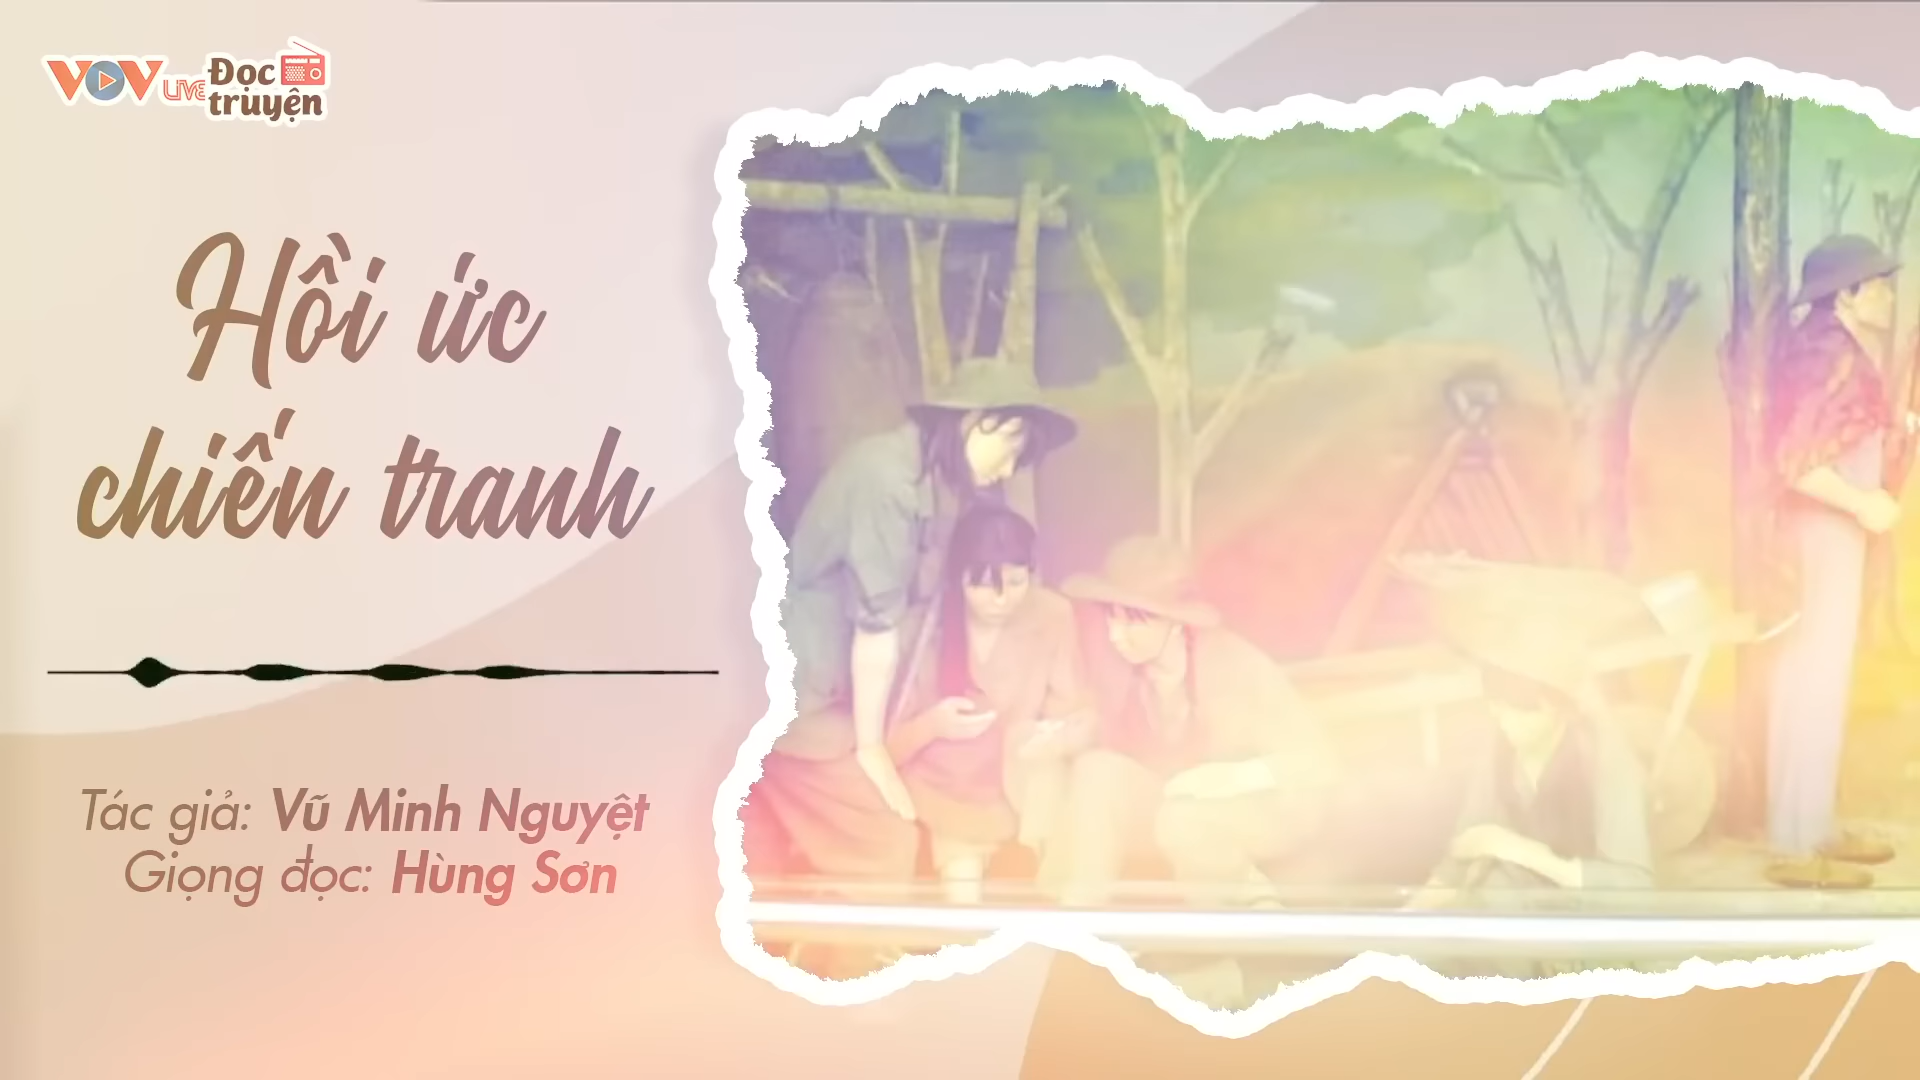 VOV LIVE Đọc
truyện
Hồi ức
chiến tranh
Tác giả: Vũ Minh Nguyệt
Giọng đọc: Hùng Sơn